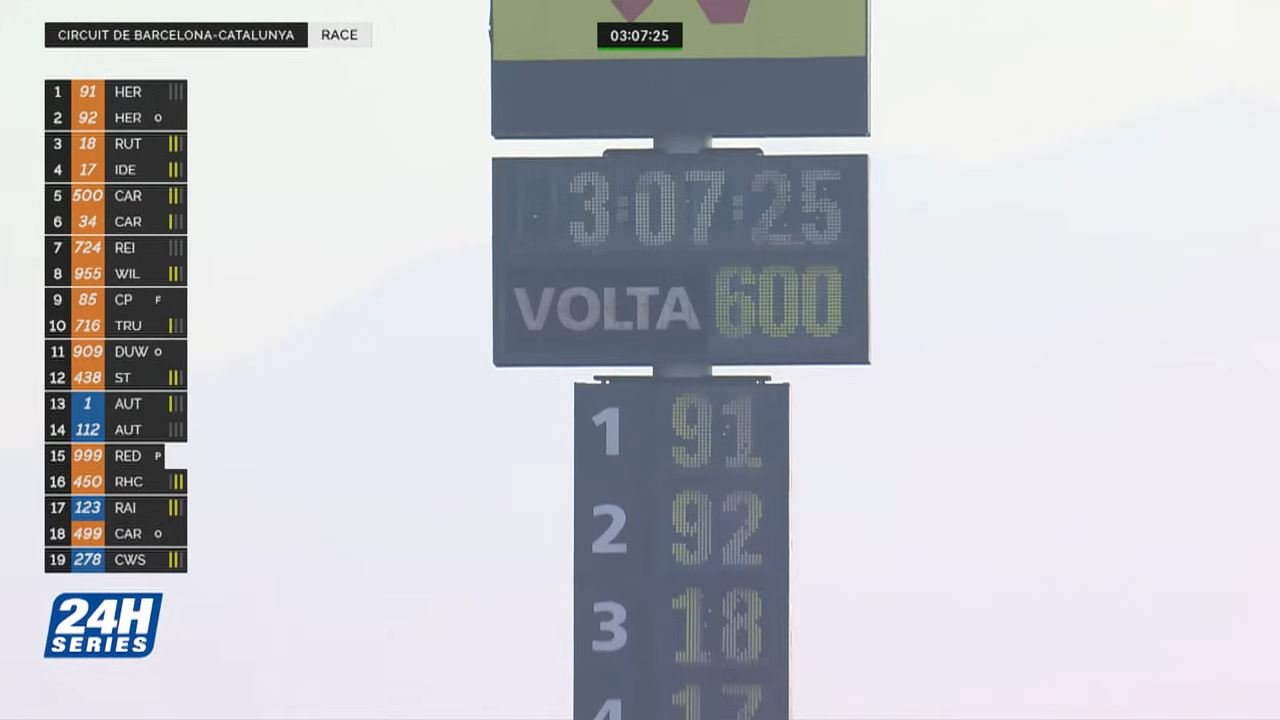 CIRCUIT DE BARCELONA-CATALUNYA RACE
03:07:25
1 91 HER
2 92 HER O
3 18 RUT
4 17 IDE
5 500 CAR
6 34 CAR
7 724 REI
8 955 WIL
9 85 CP F
10 716 TRU
11 909 DUW O
12 438 ST
13 1 AUT
14 112 AUT
15 999 RED P
16 450 RHC
17 123 RAI
18 499 CAR O
19 278 CWS
24H
SERIES
3:07:25
VOLTA 600
1 91
2 92
3 18
4 17